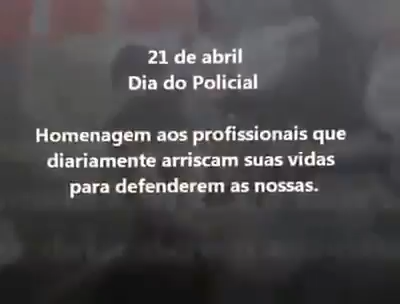 21 de abril
Dia do Policial
Homenagem aos profissionais que
diariamente arriscam suas vidas
para defenderem as nossas.